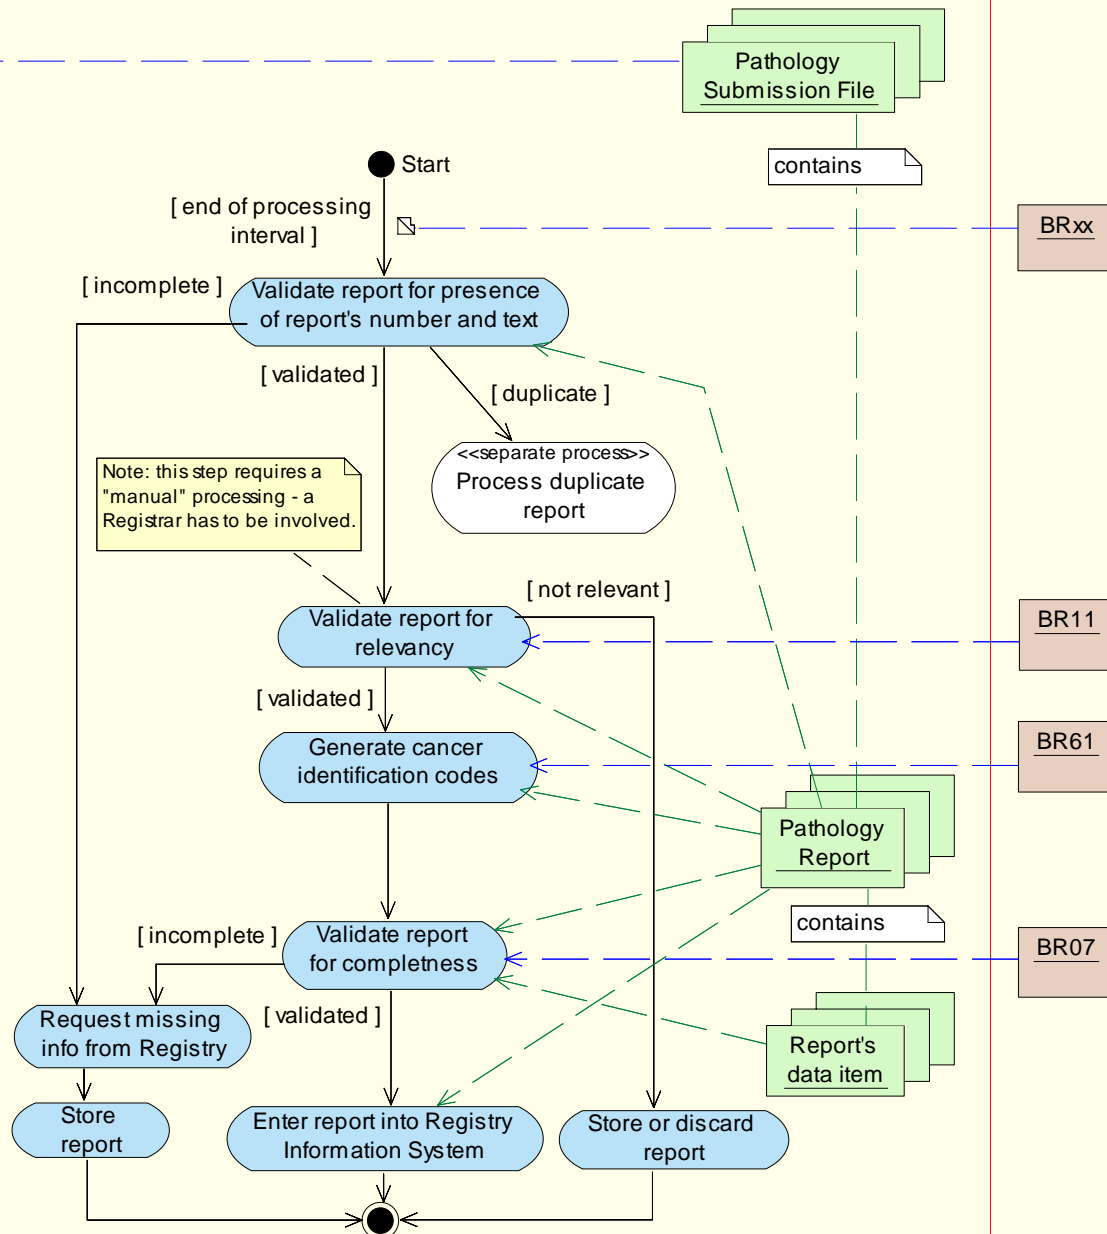 Pathology
Submission File
contains
Start
[ end of processing
interval ]
BRxx
[ incomplete ]
Validate report for presence
of report's number and text
[ validated ]
[ duplicate ]
<<separate process>>
Process duplicate
report
Note: this step requires a
"manual" processing - a
Registrar has to be involved.
[ not relevant ]
Validate report for
relevancy
BR11
[ validated ]
Generate cancer
identification codes
BR61
Pathology
Report
contains
[ incomplete ]
Validate report
for completness
BR07
[ validated ]
Request missing
info from Registry
Report's
data item
Store
report
Enter report into Registry
Information System
Store or discard
report